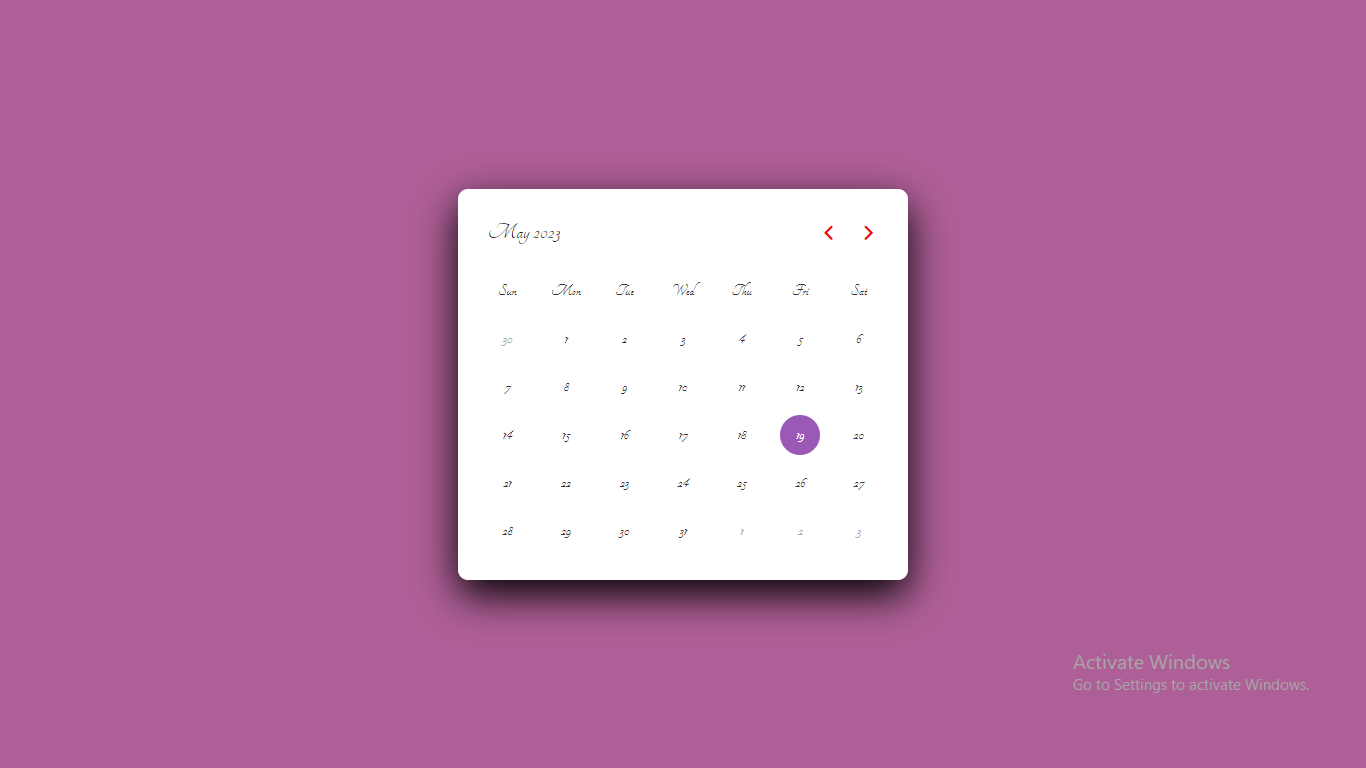 May 2023
Sun Mon Tue Wed Thu Fri Sat
30 1 2 3 4 5 6
7 8 9 10 11 12 13
14 15 16 17 18 19 20
21 22 23 24 25 26 27
28 29 30 31 1 2 3
Activate Windows
Go to Settings to activate Windows.